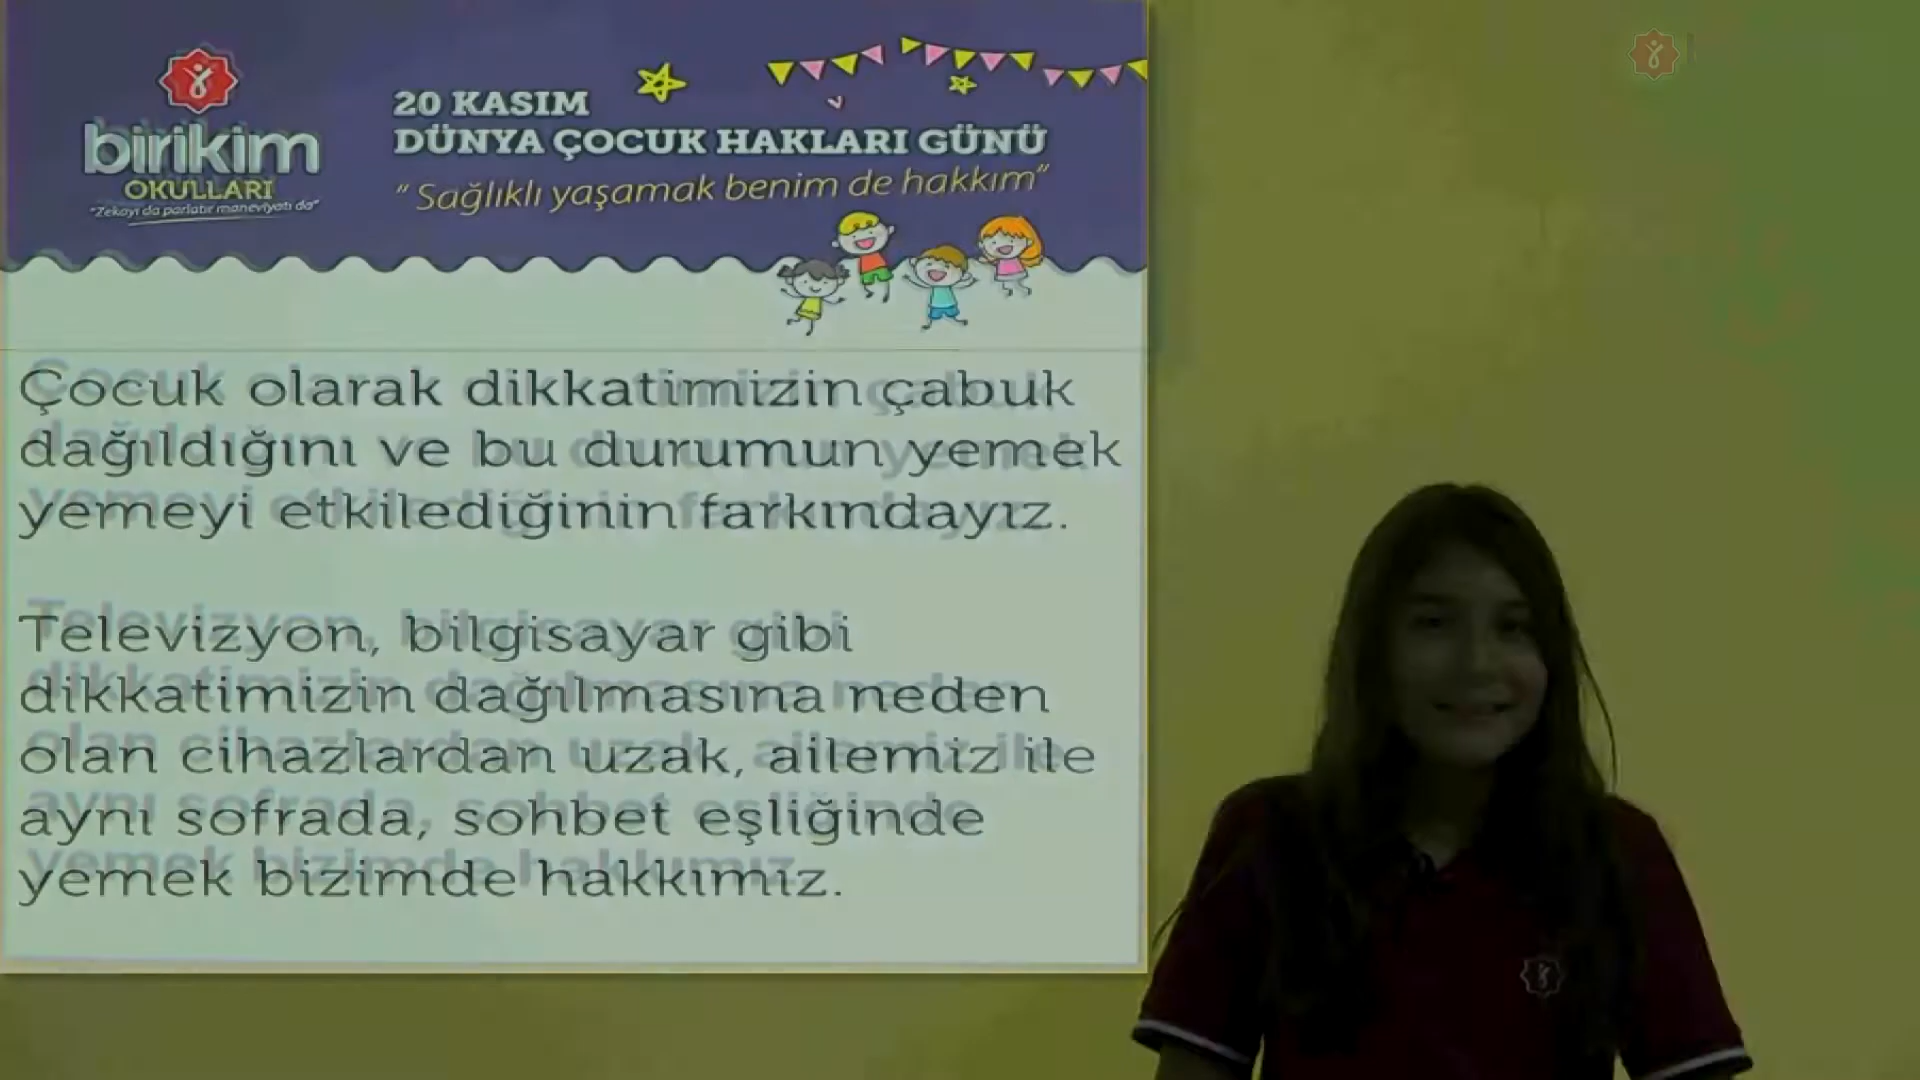 birikim
OKULLARI
"Zekayı da parlatır maneviyatı da"
20 KASIM
DÜNYA ÇOCUK HAKLARI GÜNÜ
"Sağlıklı yaşamak benim de hakkım"
Çocuk olarak dikkatimizin çabuk
dağıldığını ve bu durumun yemek
yemeyi etkilediğinin farkındayız.
Televizyon, bilgisayar gibi
dikkatimizin dağılmasına neden
olan cihazlardan uzak, ailemiz ile
aynı sofrada, sohbet eşliğinde
yemek bizimde hakkımız.